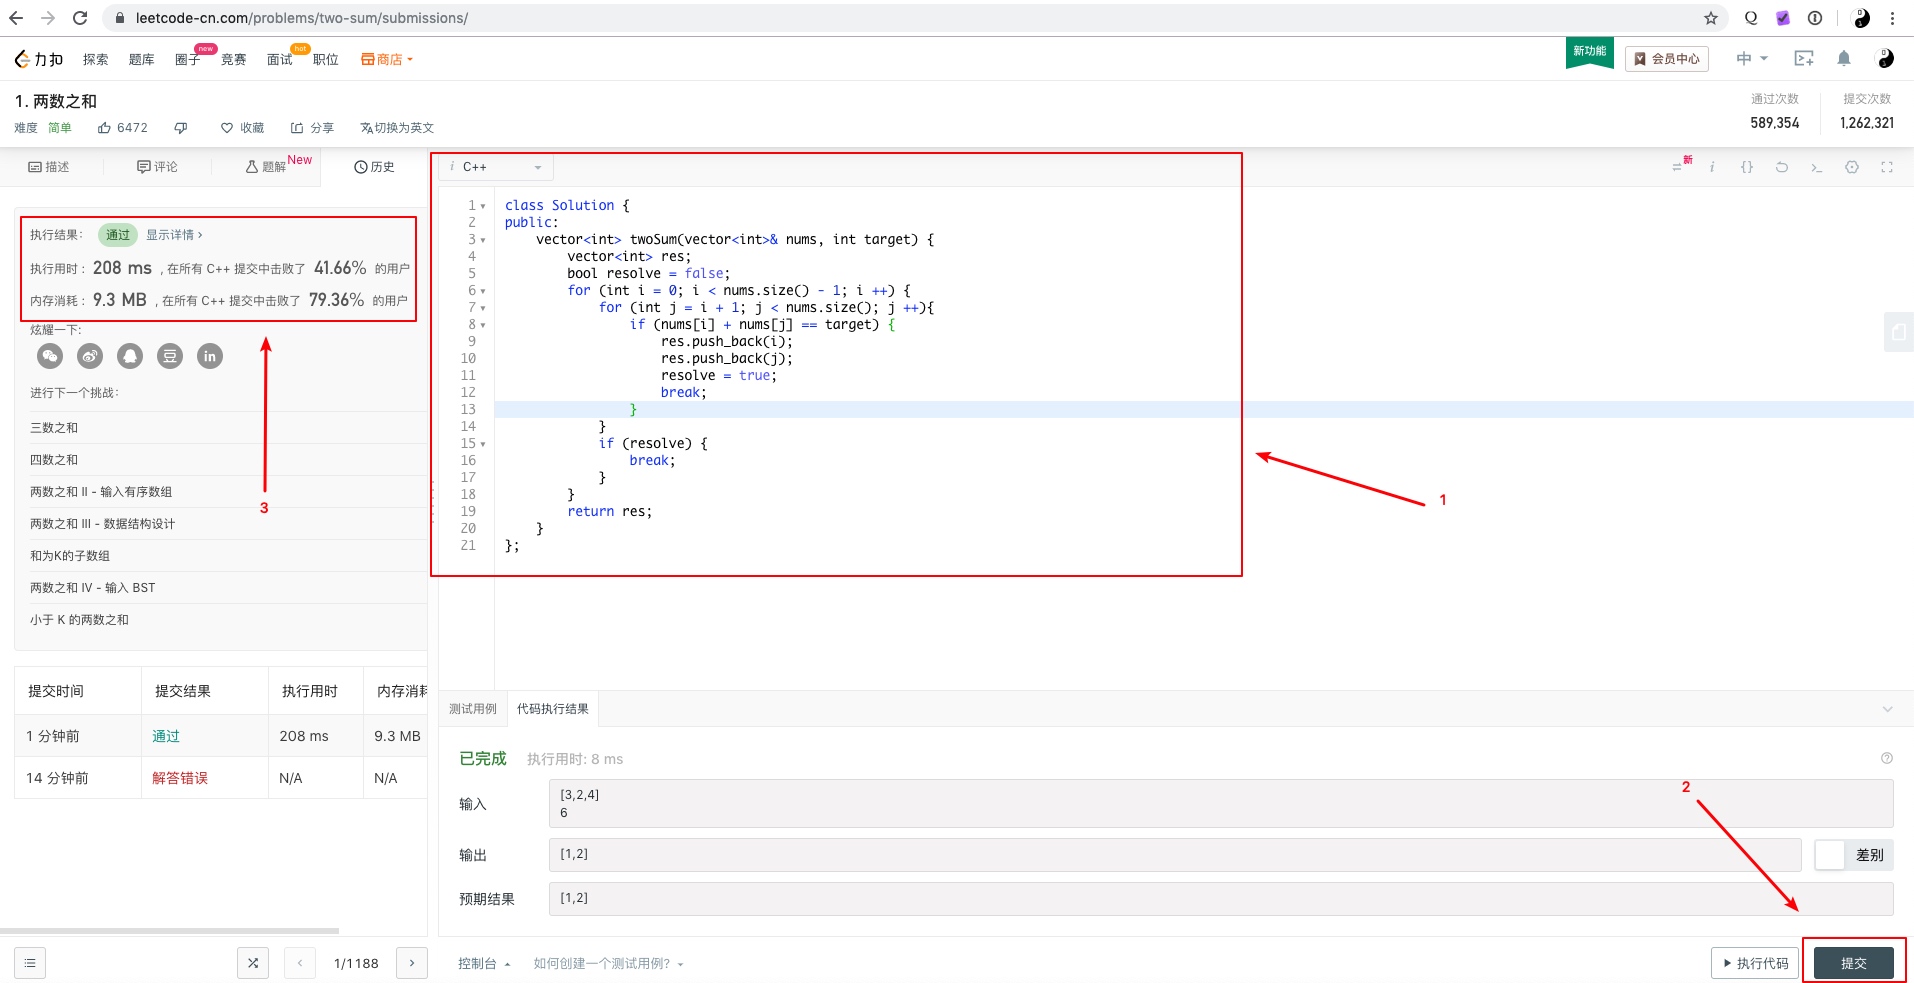 leetcode-cn.com/problems/two-sum/submissions/
力扣 探索 题库 圈子 new 竞赛 面试 hot 职位 商店 新功能 会员中心 中
1. 两数之和
通过次数 提交次数
589,354 1,262,321
难度 简单 6472 收藏 分享 切换为英文
描述 评论 题解 New 历史
i C++
新
执行结果： 通过 显示详情 ›
执行用时 : 208 ms , 在所有 C++ 提交中击败了 41.66% 的用户
内存消耗 : 9.3 MB , 在所有 C++ 提交中击败了 79.36% 的用户
炫耀一下:
豆 in
进行下一个挑战：
三数之和
四数之和
两数之和 II - 输入有序数组
两数之和 III - 数据结构设计
和为K的子数组
两数之和 IV - 输入 BST
小于 K 的两数之和
3
提交时间 提交结果 执行用时 内存消耗
1 分钟前 通过 208 ms 9.3 MB
14 分钟前 解答错误 N/A N/A
1/1188
1 class Solution {
2 public:
3 vector<int> twoSum(vector<int>& nums, int target) {
4 vector<int> res;
5 bool resolve = false;
6 for (int i = 0; i < nums.size() - 1; i ++) {
7 for (int j = i + 1; j < nums.size(); j ++){
8 if (nums[i] + nums[j] == target) {
9 res.push_back(i);
10 res.push_back(j);
11 resolve = true;
12 break;
13 }
14 }
15 if (resolve) {
16 break;
17 }
18 }
19 return res;
20 }
21 };
1
测试用例 代码执行结果
已完成 执行用时: 8 ms
输入
[3,2,4]
6
输出 [1,2] 差别
预期结果 [1,2]
2
控制台 如何创建一个测试用例? 执行代码 提交